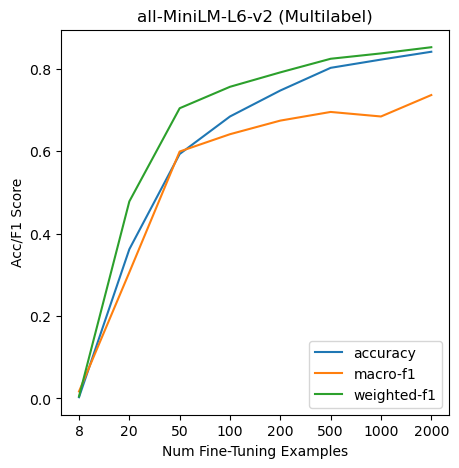 all-MiniLM-L6-v2 (Multilabel)
Acc/F1 Score
0.8
0.6
0.4
0.2
0.0
accuracy
macro-f1
weighted-f1
8 20 50 100 200 500 1000 2000
Num Fine-Tuning Examples